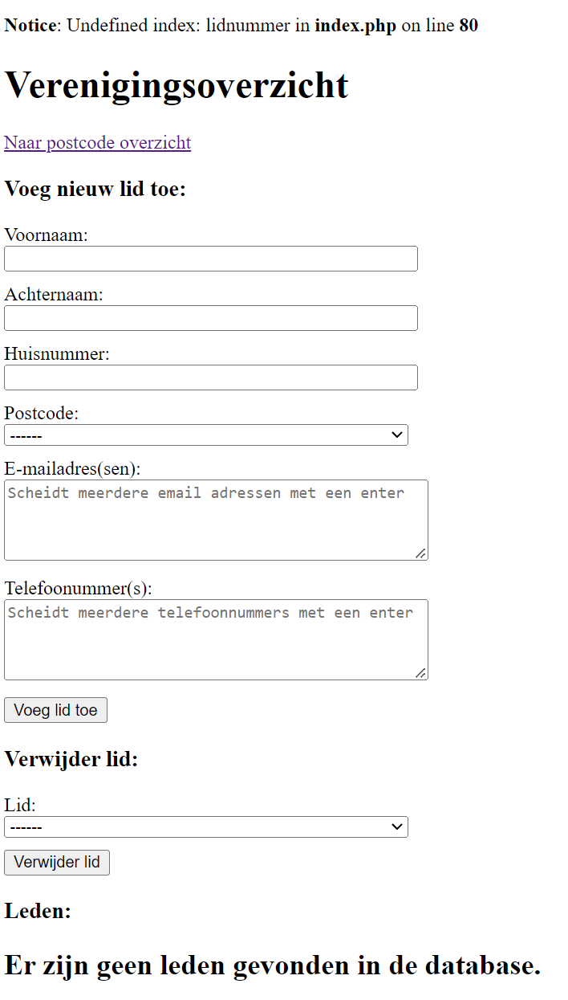 Notice: Undefined index: lidnummer in index.php on line 80
Verenigingsoverzicht
Naar postcode overzicht
Voeg nieuw lid toe:
Voornaam:
Achternaam:
Huisnummer:
Postcode:
------
E-mailadres(sen):
Scheidt meerdere email adressen met een enter
Telefoonummer(s):
Scheidt meerdere telefoonnummers met een enter
Voeg lid toe
Verwijder lid:
Lid:
------
Verwijder lid
Leden:
Er zijn geen leden gevonden in de database.